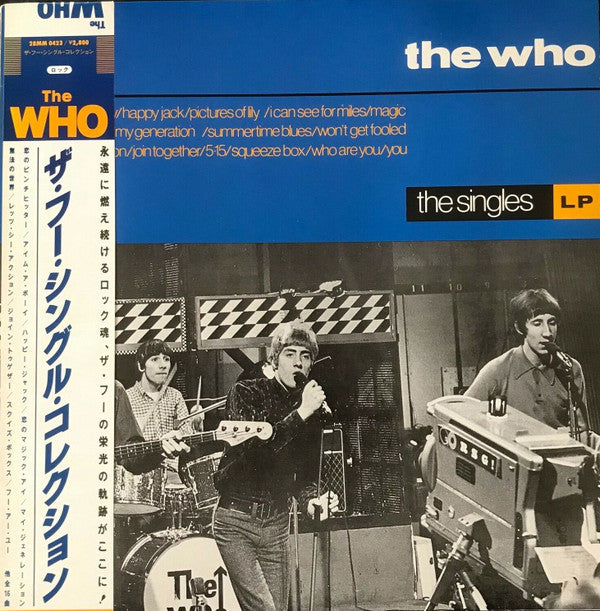 The
WHO
28MM 0423 / ¥2,800
ザ・フー・シングル・コレクション
ロック
The
WHO
ザ・フー・シングル・コレクション
永遠に燃え続けるロック魂、ザ・フーの栄光の軌跡がここに!
恋のピンチヒッター/アイム・ア・ボーイ/ハッピー・ジャック/恋のマジック・アイ/マイ・ジェネレーション
無法の世界/レッツ・シー・アクション/ジョイン・トゥゲザー/スクイズ・ボックス/フー・アー・ユー
他全16曲
the who
y/happy jack/pictures of lily /i can see for miles/magic
my generation /summertime blues/won't get fooled
on/join together/5:15/squeeze box/who are you/you
the singles LP
11 10 9
GO RSG!
The